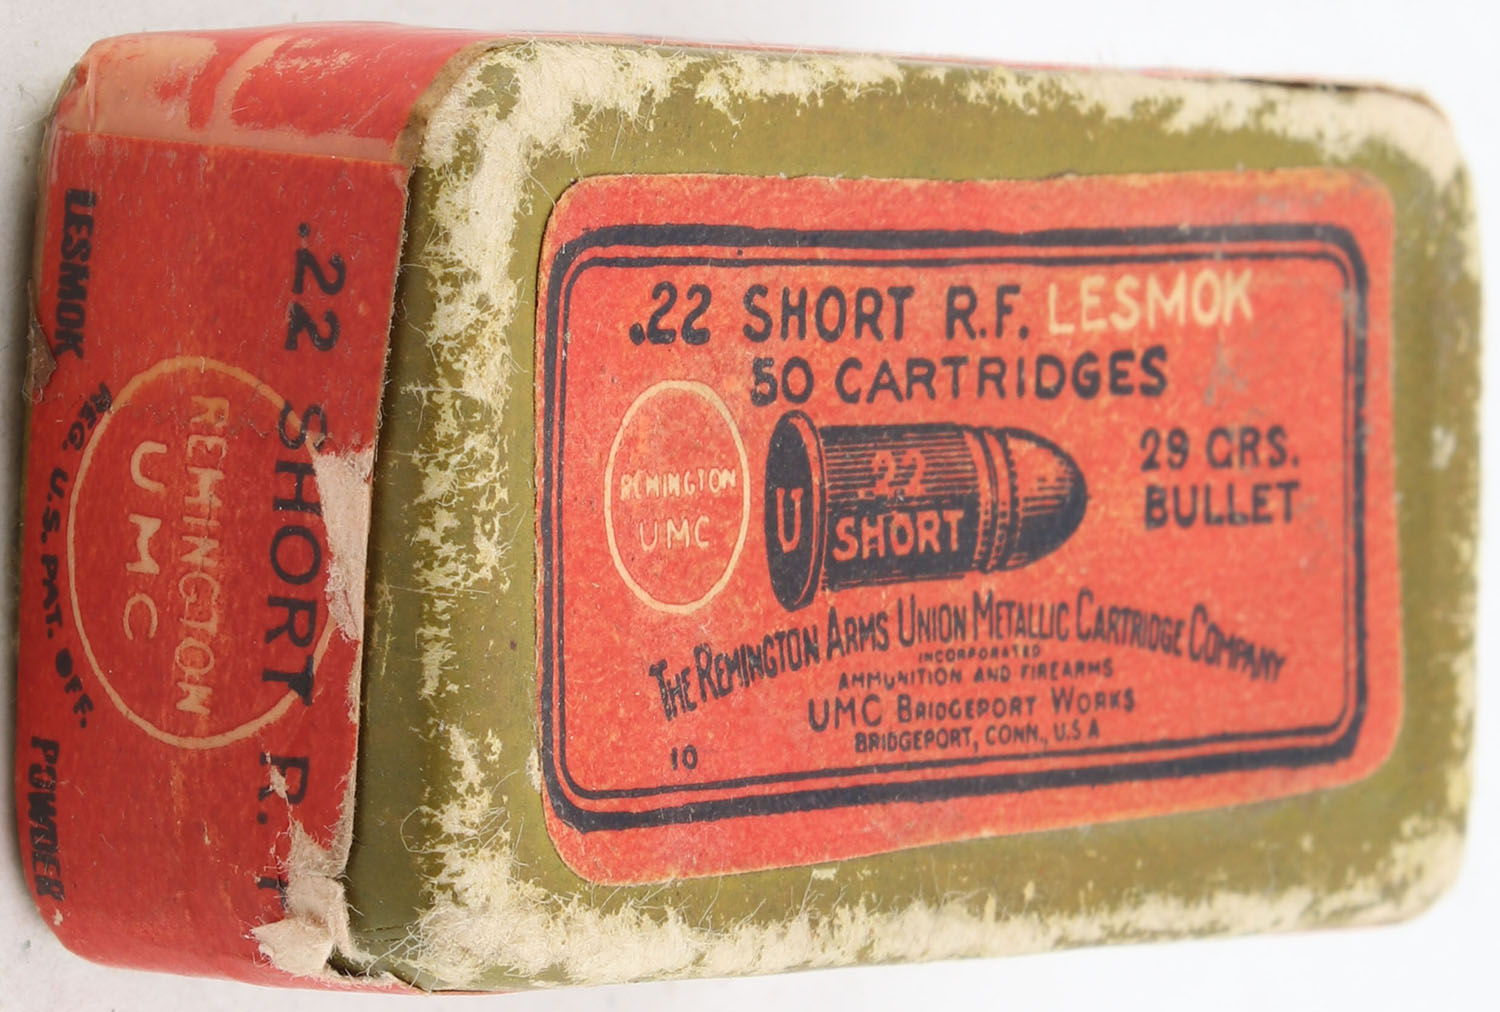 .22 SHORT R.F. LESMOK
50 CARTRIDGES
REMINGTON
UMC
U
.22
SHORT
29 GRS.
BULLET
THE REMINGTON ARMS UNION METALLIC CARTRIDGE COMPANY
INCORPORATED
AMMUNITION AND FIREARMS
UMC BRIDGEPORT WORKS
BRIDGEPORT, CONN., U.S.A
10
.22 SHORT R.
REMINGTON
UMC
LESMOK REG. U.S. PAT. OFF. POWDER